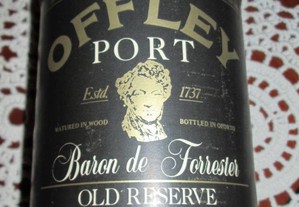 OFFLEY
PORT
Estd. 1737
MATURED IN WOOD BOTTLED IN OPORTO
Baron de Forrester
OLD RESERVE